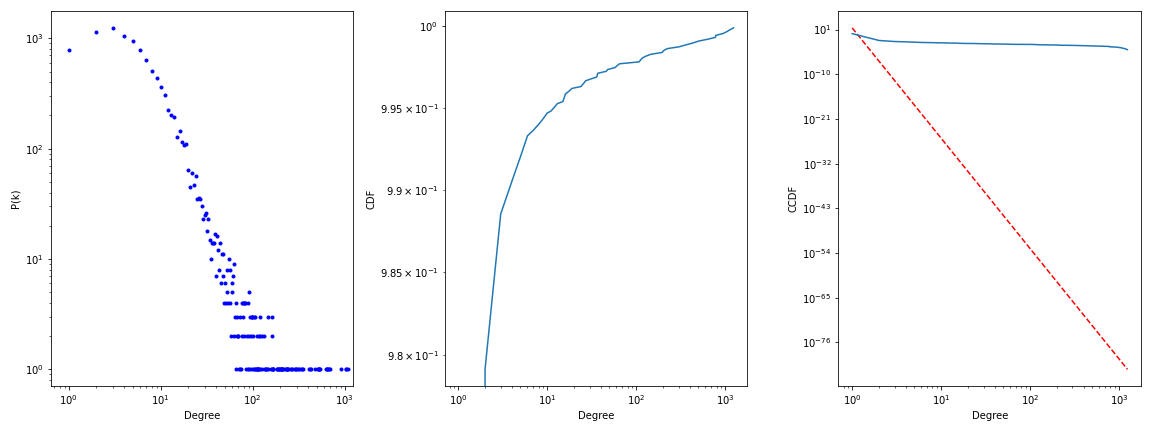 10³
10²
10¹
10⁰
P(k)
10⁰ 10¹ 10² 10³
Degree
10⁰
9.95 × 10⁻¹
9.9 × 10⁻¹
9.85 × 10⁻¹
9.8 × 10⁻¹
CDF
10⁰ 10¹ 10² 10³
Degree
10¹
10⁻¹⁰
10⁻²¹
10⁻³²
10⁻⁴³
10⁻⁵⁴
10⁻⁶⁵
10⁻⁷⁶
CCDF
10⁰ 10¹ 10² 10³
Degree